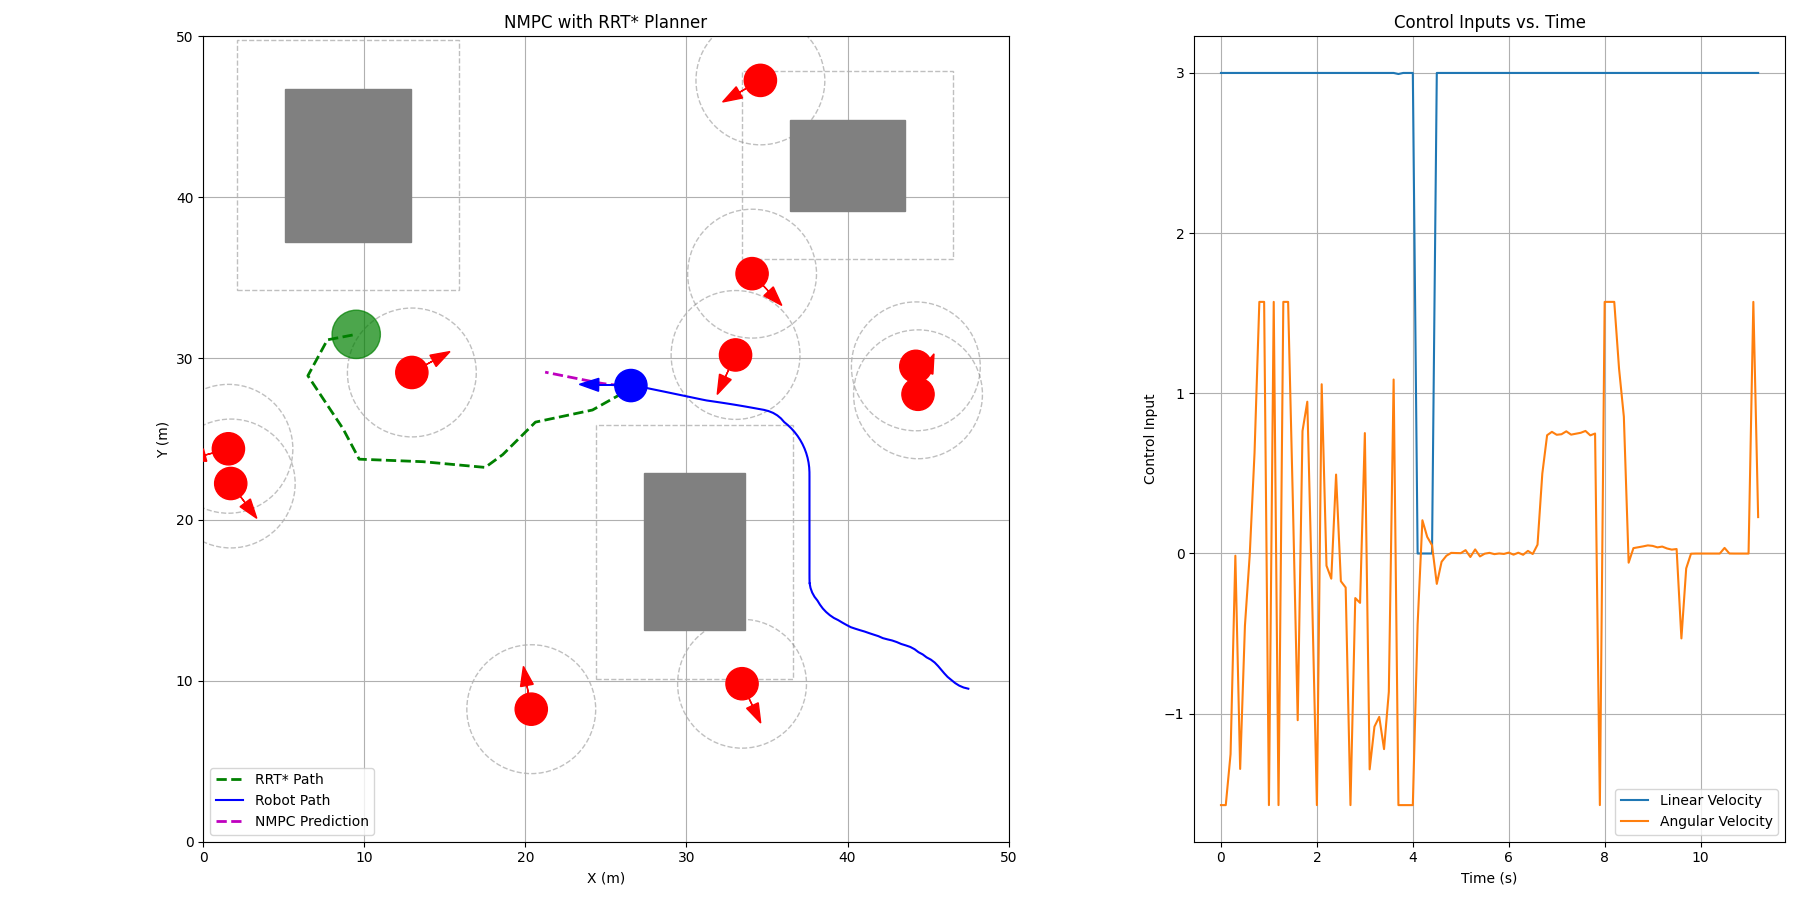 NMPC with RRT* Planner
50
40
30
20
10
0
Y (m)
0 10 20 30 40 50
X (m)
RRT* Path
Robot Path
NMPC Prediction
Control Inputs vs. Time
3
2
1
0
−1
Control Input
0 2 4 6 8 10
Time (s)
Linear Velocity
Angular Velocity